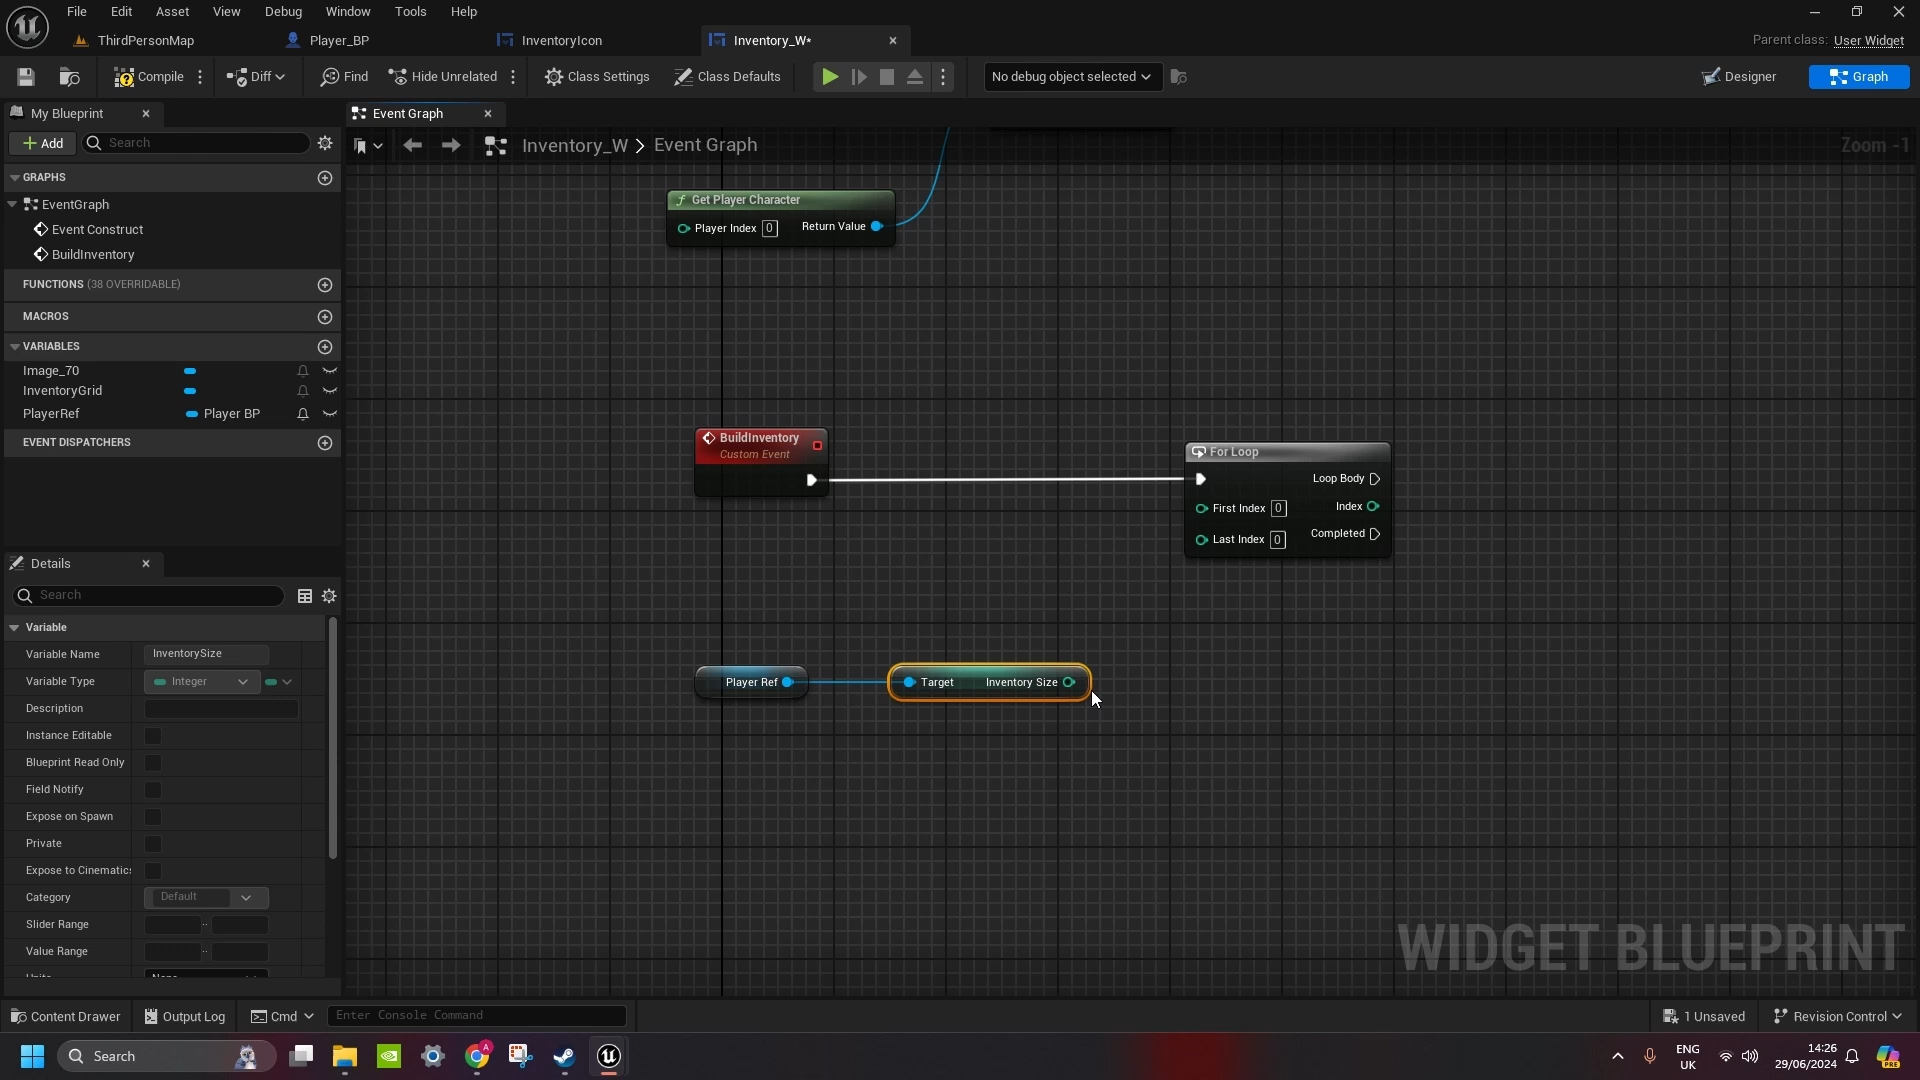 File Edit Asset View Debug Window Tools Help
ThirdPersonMap Player_BP InventoryIcon Inventory_W* Parent class: User Widget
Compile Diff Find Hide Unrelated Class Settings Class Defaults No debug object selected Designer Graph
My Blueprint Event Graph
Add Search Inventory_W > Event Graph Zoom -1
GRAPHS
EventGraph
Event Construct
BuildInventory
FUNCTIONS (38 OVERRIDABLE)
MACROS
VARIABLES
Image_70
InventoryGrid
PlayerRef Player BP
EVENT DISPATCHERS
Get Player Character
Player Index 0 Return Value
BuildInventory
Custom Event
For Loop
Loop Body
First Index 0 Index
Last Index 0 Completed
Player Ref Target Inventory Size
Details
Search
Variable
Variable Name InventorySize
Variable Type Integer
Description
Instance Editable
Blueprint Read Only
Field Notify
Expose on Spawn
Private
Expose to Cinematics
Category Default
Slider Range
Value Range
WIDGET BLUEPRINT
Content Drawer Output Log Cmd Enter Console Command 1 Unsaved Revision Control
Search ENG UK 14:26 29/06/2024